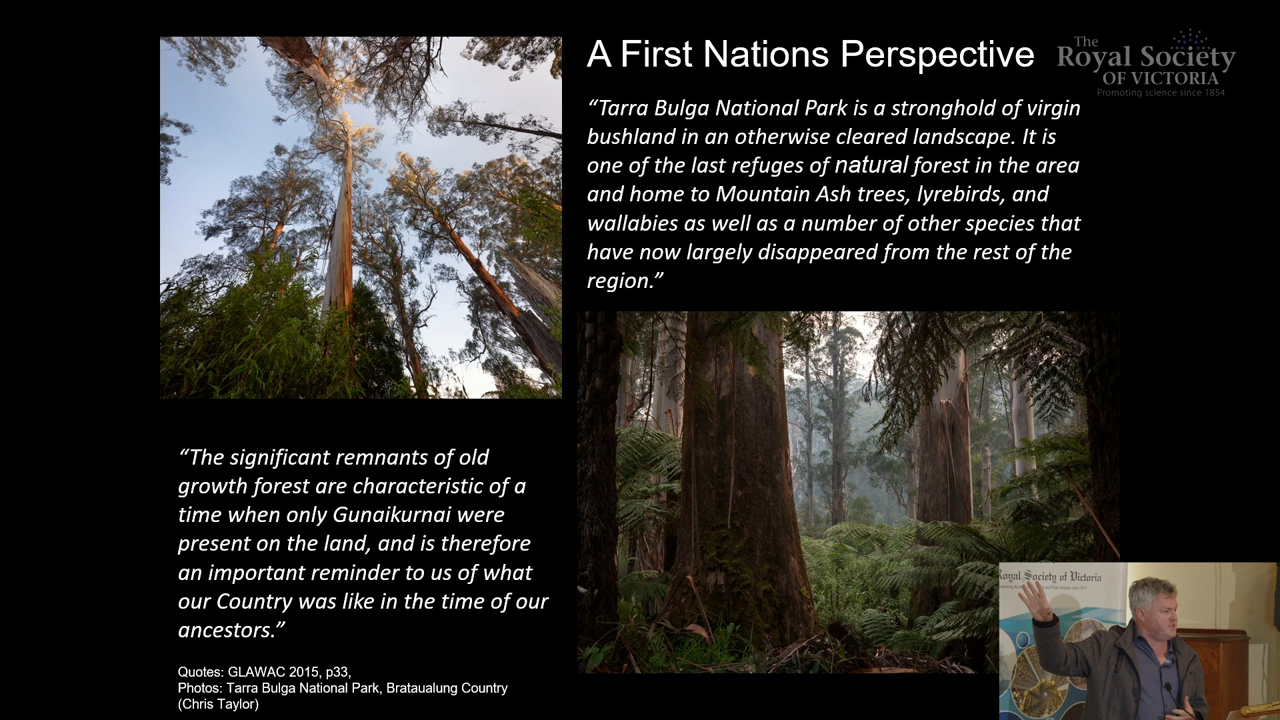 A First Nations Perspective
The
Royal Society
OF VICTORIA
Promoting science since 1854
“Tarra Bulga National Park is a stronghold of virgin
bushland in an otherwise cleared landscape. It is
one of the last refuges of natural forest in the area
and home to Mountain Ash trees, lyrebirds, and
wallabies as well as a number of other species that
have now largely disappeared from the rest of the
region.”
“The significant remnants of old
growth forest are characteristic of a
time when only Gunaikurnai were
present on the land, and is therefore
an important reminder to us of what
our Country was like in the time of our
ancestors.”
Quotes: GLAWAC 2015, p33,
Photos: Tarra Bulga National Park, Brataualung Country
(Chris Taylor)
Royal Society of Victoria